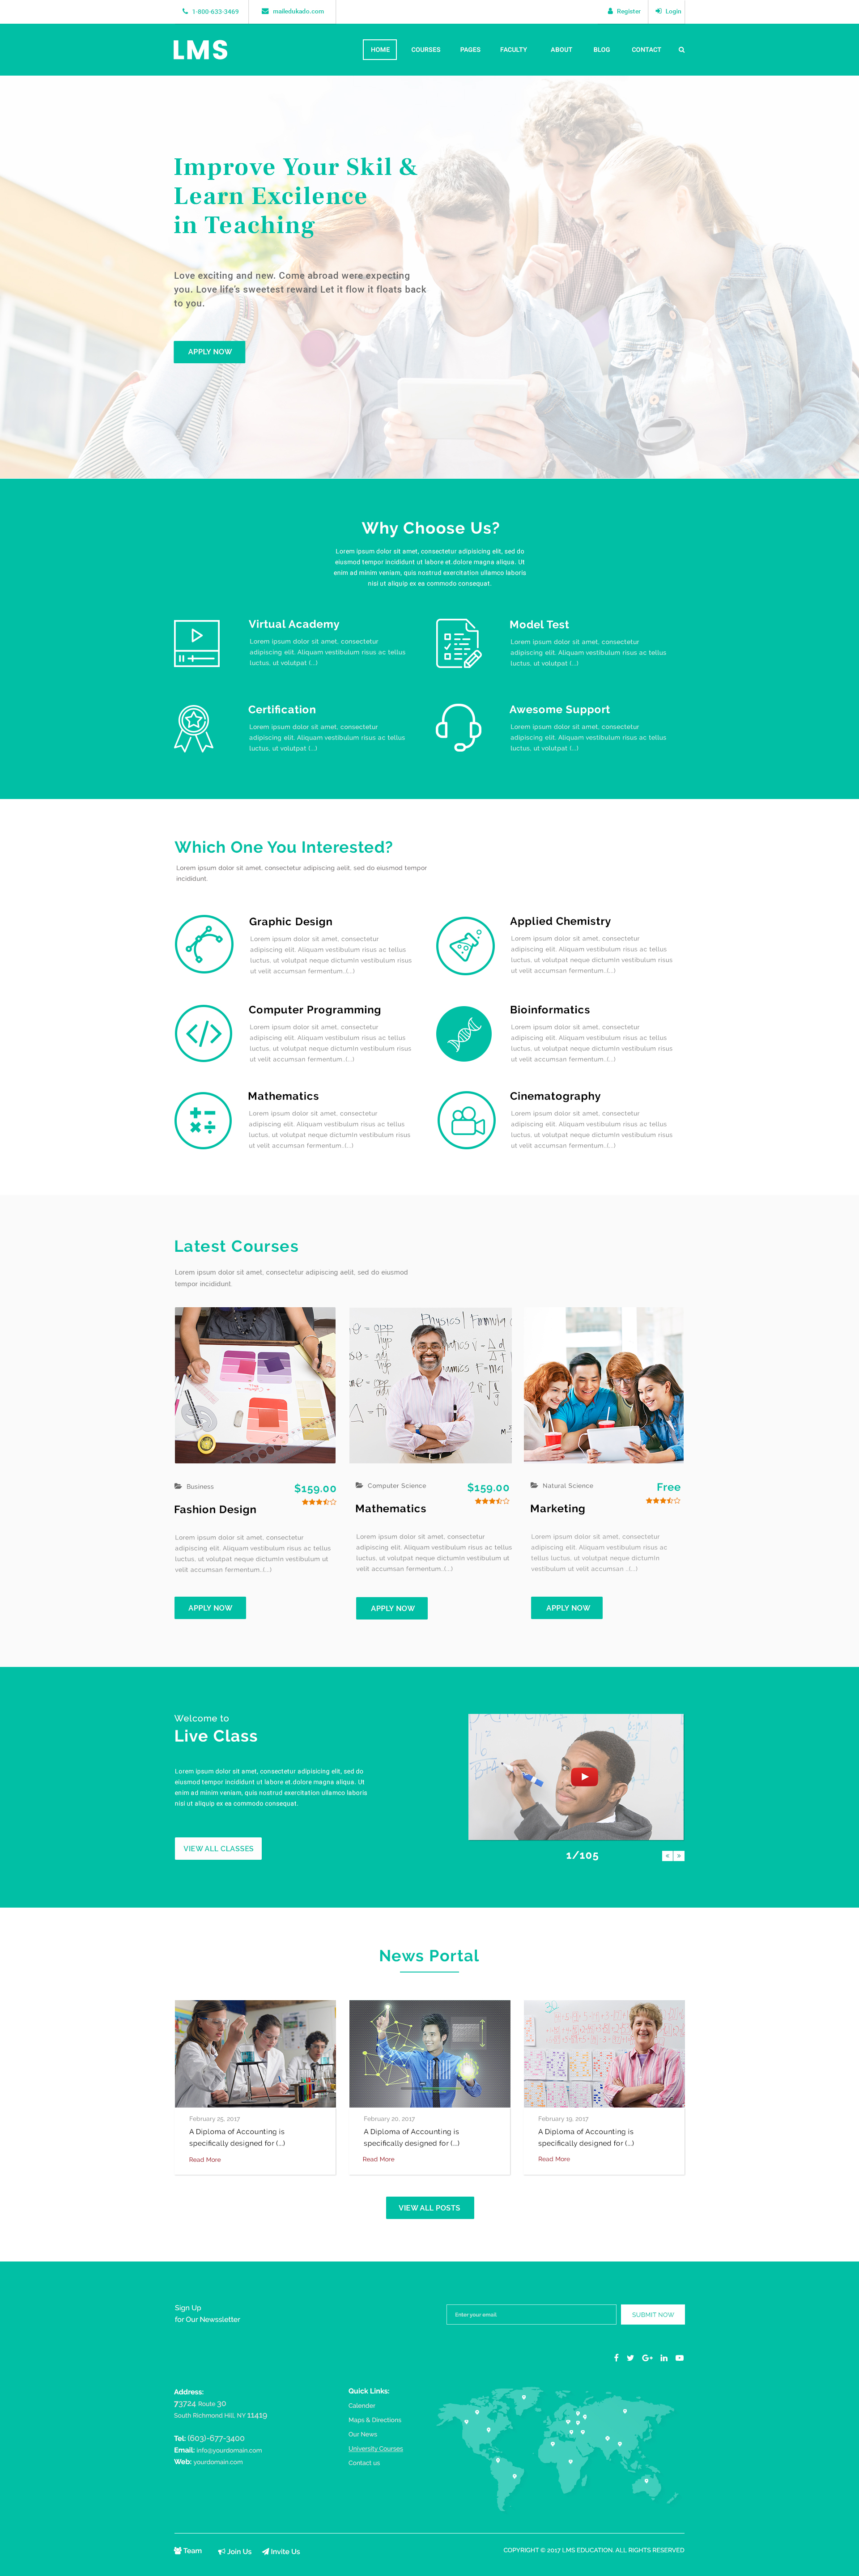 1-800-633-3469
mailedukado.com
Register
Login
LMS
HOME
COURSES
PAGES
FACULTY
ABOUT
BLOG
CONTACT
Improve Your Skil &
Learn Excilence
in Teaching
Love exciting and new. Come abroad were expecting
you. Love life's sweetest reward Let it flow it floats back
to you.
APPLY NOW
Why Choose Us?
Lorem ipsum dolor sit amet, consectetur adipisicing elit, sed do
eiusmod tempor incididunt ut labore et.dolore magna aliqua. Ut
enim ad minim veniam, quis nostrud exercitation ullamco laboris
nisi ut aliquip ex ea commodo consequat.
Virtual Academy
Lorem ipsum dolor sit amet, consectetur
adipiscing elit. Aliquam vestibulum risus ac tellus
luctus, ut volutpat (...)
Model Test
Lorem ipsum dolor sit amet, consectetur
adipiscing elit. Aliquam vestibulum risus ac tellus
luctus, ut volutpat (...)
Certification
Lorem ipsum dolor sit amet, consectetur
adipiscing elit. Aliquam vestibulum risus ac tellus
luctus, ut volutpat (...)
Awesome Support
Lorem ipsum dolor sit amet, consectetur
adipiscing elit. Aliquam vestibulum risus ac tellus
luctus, ut volutpat (...)
Which One You Interested?
Lorem ipsum dolor sit amet, consectetur adipiscing aelit, sed do eiusmod tempor
incididunt.
Graphic Design
Lorem ipsum dolor sit amet, consectetur
adipiscing elit. Aliquam vestibulum risus ac tellus
luctus, ut volutpat neque dictumIn vestibulum risus
ut velit accumsan fermentum..(...)
Applied Chemistry
Lorem ipsum dolor sit amet, consectetur
adipiscing elit. Aliquam vestibulum risus ac tellus
luctus, ut volutpat neque dictumIn vestibulum risus
ut velit accumsan fermentum..(...)
Computer Programming
Lorem ipsum dolor sit amet, consectetur
adipiscing elit. Aliquam vestibulum risus ac tellus
luctus, ut volutpat neque dictumIn vestibulum risus
ut velit accumsan fermentum..(...)
Bioinformatics
Lorem ipsum dolor sit amet, consectetur
adipiscing elit. Aliquam vestibulum risus ac tellus
luctus, ut volutpat neque dictumIn vestibulum risus
ut velit accumsan fermentum..(...)
Mathematics
Lorem ipsum dolor sit amet, consectetur
adipiscing elit. Aliquam vestibulum risus ac tellus
luctus, ut volutpat neque dictumIn vestibulum risus
ut velit accumsan fermentum..(...)
Cinematography
Lorem ipsum dolor sit amet, consectetur
adipiscing elit. Aliquam vestibulum risus ac tellus
luctus, ut volutpat neque dictumIn vestibulum risus
ut velit accumsan fermentum..(...)
Latest Courses
Lorem ipsum dolor sit amet, consectetur adipiscing aelit, sed do eiusmod
tempor incididunt.
Business
$159.00
Fashion Design
Lorem ipsum dolor sit amet, consectetur
adipiscing elit. Aliquam vestibulum risus ac tellus
luctus, ut volutpat neque dictumIn vestibulum ut
velit accumsan fermentum..(...)
APPLY NOW
Physics/Formula
Computer Science
$159.00
Mathematics
Lorem ipsum dolor sit amet, consectetur
adipiscing elit. Aliquam vestibulum risus ac tellus
luctus, ut volutpat neque dictumIn vestibulum ut
velit accumsan fermentum..(...)
APPLY NOW
Natural Science
Free
Marketing
Lorem ipsum dolor sit amet, consectetur
adipiscing elit. Aliquam vestibulum risus ac
tellus luctus, ut volutpat neque dictumIn
vestibulum ut velit accumsan ..(...)
APPLY NOW
Welcome to
Live Class
Lorem ipsum dolor sit amet, consectetur adipisicing elit, sed do
eiusmod tempor incididunt ut labore et.dolore magna aliqua. Ut
enim ad minim veniam, quis nostrud exercitation ullamco laboris
nisi ut aliquip ex ea commodo consequat.
VIEW ALL CLASSES
1/105
« »
News Portal
February 25, 2017
A Diploma of Accounting is
specifically designed for (...)
Read More
February 20, 2017
A Diploma of Accounting is
specifically designed for (...)
Read More
February 19, 2017
A Diploma of Accounting is
specifically designed for (...)
Read More
VIEW ALL POSTS
Sign Up
for Our Newssletter
Enter your email
SUBMIT NOW
Address:
73724 Route 30
South Richmond Hill, NY 11419
Tel: (603)-677-3400
Email: info@yourdomain.com
Web: yourdomain.com
Quick Links:
Calender
Maps & Directions
Our News
University Courses
Contact us
Team
Join Us
Invite Us
COPYRIGHT © 2017 LMS EDUCATION. ALL RIGHTS RESERVED